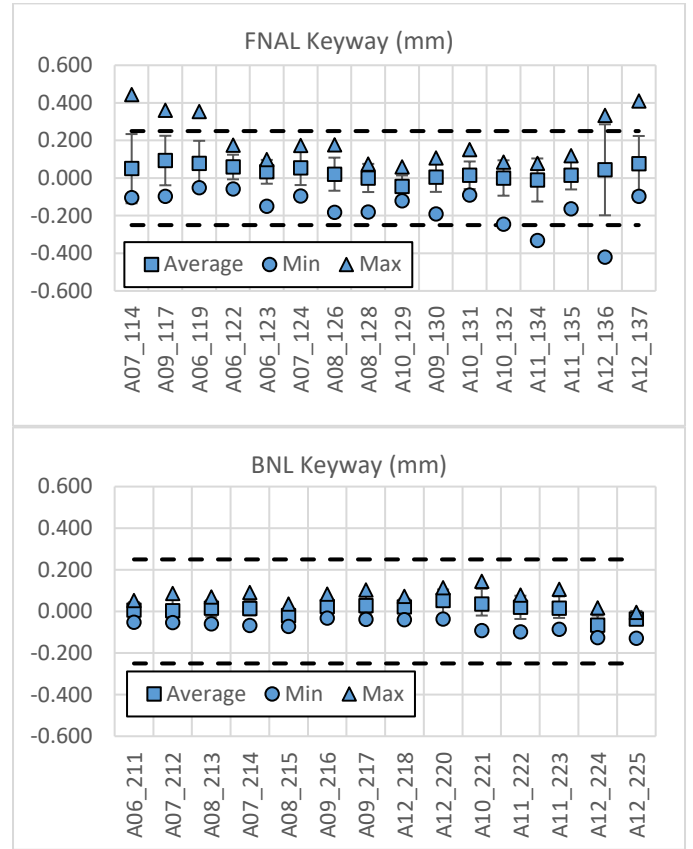 FNAL Keyway (mm)
0.600
0.400
0.200
0.000
-0.200
-0.400
-0.600
Average Min Max
A07_114
A09_117
A06_119
A06_122
A06_123
A07_124
A08_126
A08_128
A10_129
A09_130
A10_131
A10_132
A11_134
A11_135
A12_136
A12_137
BNL Keyway (mm)
0.600
0.400
0.200
0.000
-0.200
-0.400
-0.600
Average Min Max
A06_211
A07_212
A08_213
A07_214
A08_215
A09_216
A09_217
A12_218
A12_220
A10_221
A11_222
A11_223
A12_224
A12_225